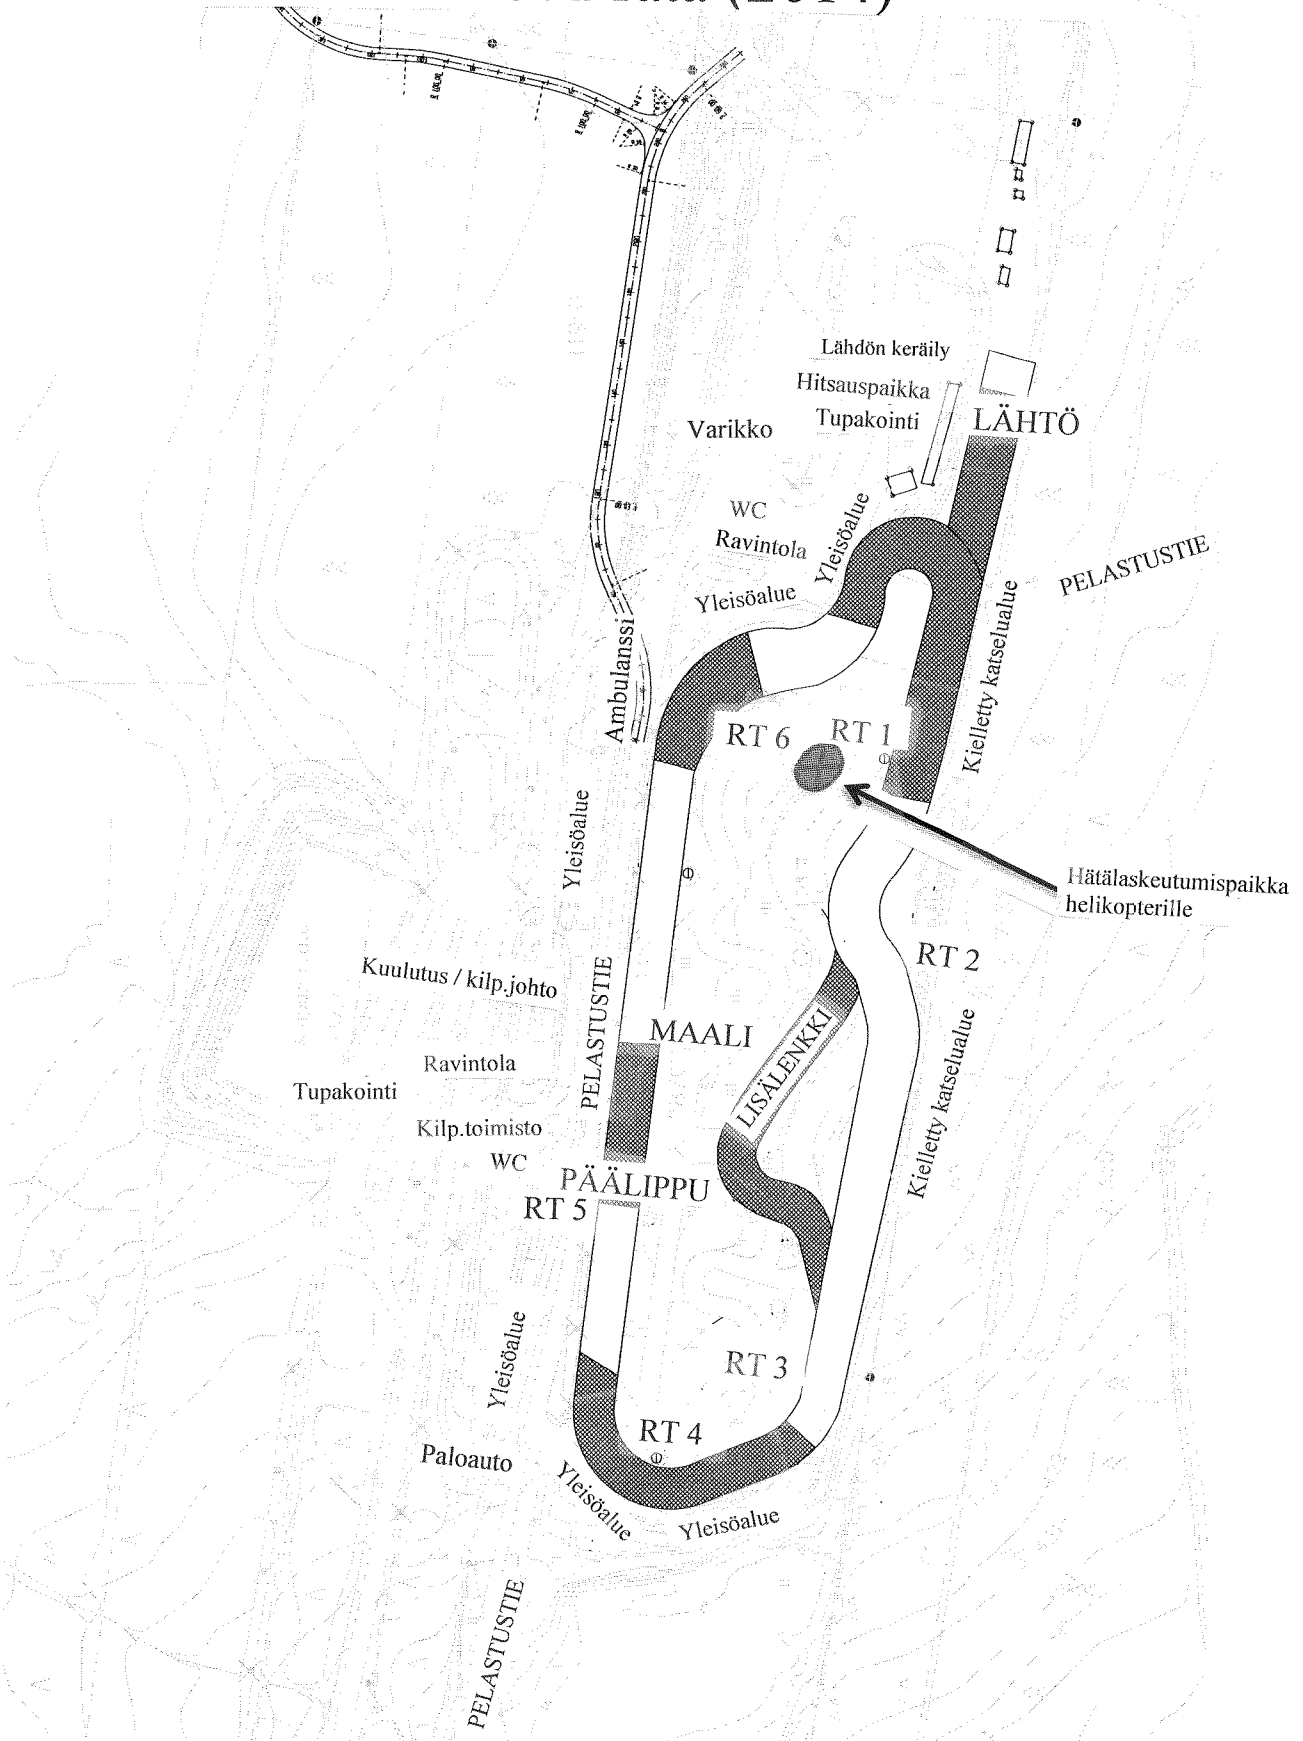 (2014)
Lähdön keräily
Hitsauspaikka
Tupakointi
LÄHTÖ
Varikko
WC
Ravintola
Yleisöalue
Yleisöalue
PELASTUSTIE
Kielletty katselualue
Ambulanssi
RT 6
RT 1
Yleisöalue
Hätälaskeutumispaikka
helikopterille
RT 2
Kuulutus / kilp.johto
PELASTUSTIE
MAALI
LISÄLENKKI
Kielletty katselualue
Ravintola
Tupakointi
Kilp.toimisto
WC
PÄÄLIPPU
RT 5
Yleisöalue
RT 3
RT 4
Paloauto
Yleisöalue
Yleisöalue
PELASTUSTIE